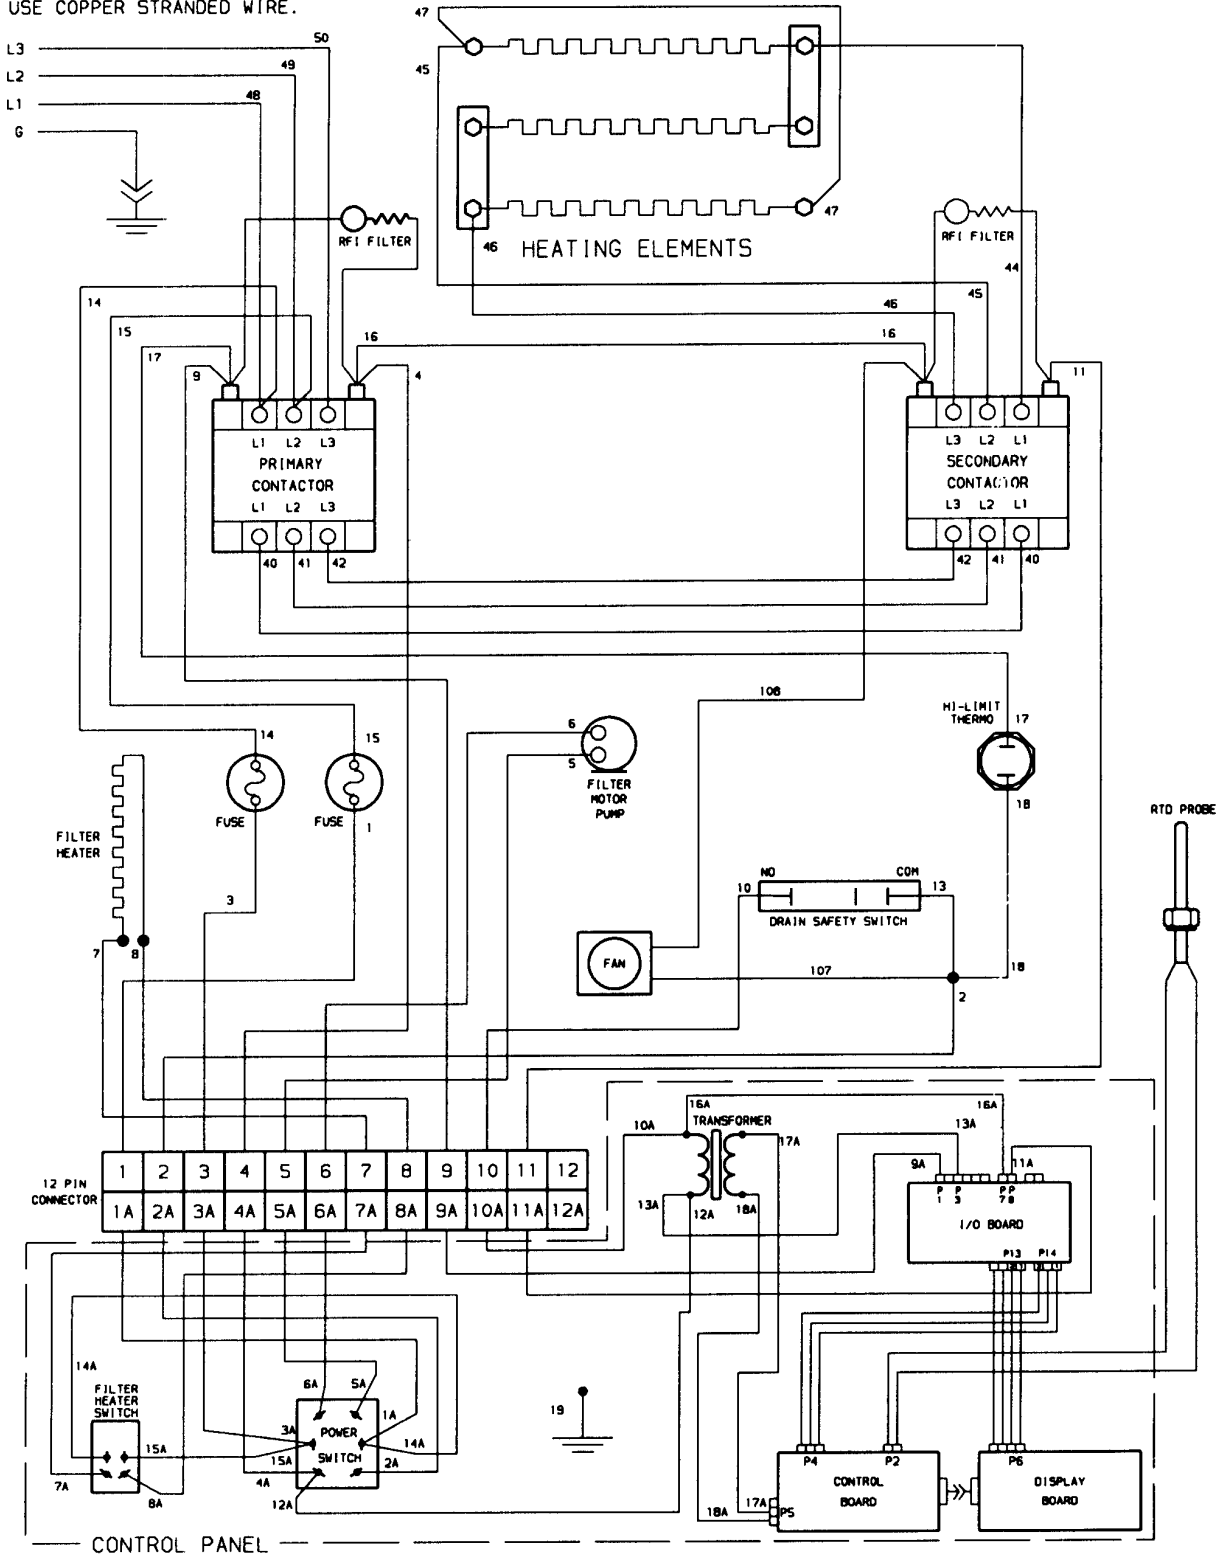 USE COPPER STRANDED WIRE.
47
L3
50
45
L2
49
L1
48
G
47
RFI FILTER
46
HEATING ELEMENTS
RFI FILTER
44
14
45
46
15
16
16
17
9
4
11
L1 L2 L3
L3 L2 L1
PRIMARY
CONTACTOR
SECONDARY
CONTACTOR
L1 L2 L3
L3 L2 L1
40 41 42
42 41 40
108
HI-LIMIT
THERMO
17
6
14
15
5
FILTER
MOTOR
PUMP
18
RTD PROBE
FUSE
FUSE
1
FILTER
HEATER
NO
COM
10
13
3
DRAIN SAFETY SWITCH
7
8
FAN
107
18
2
16A
16A
10A
TRANSFORMER
13A
17A
9A
11A
1 2 3 4 5 6 7 8 9 10 11 12
12 PIN
CONNECTOR
1A 2A 3A 4A 5A 6A 7A 8A 9A 10A 11A 12A
13A
12A
18A
P1 P3 P7 P8
I/O BOARD
P13 P14
14A
6A
5A
FILTER
HEATER
SWITCH
1A
19
3A
POWER
SWITCH
14A
15A
15A
2A
4A
7A
8A
12A
P4
P2
P6
CONTROL
BOARD
DISPLAY
BOARD
17A
18A
P5
CONTROL PANEL